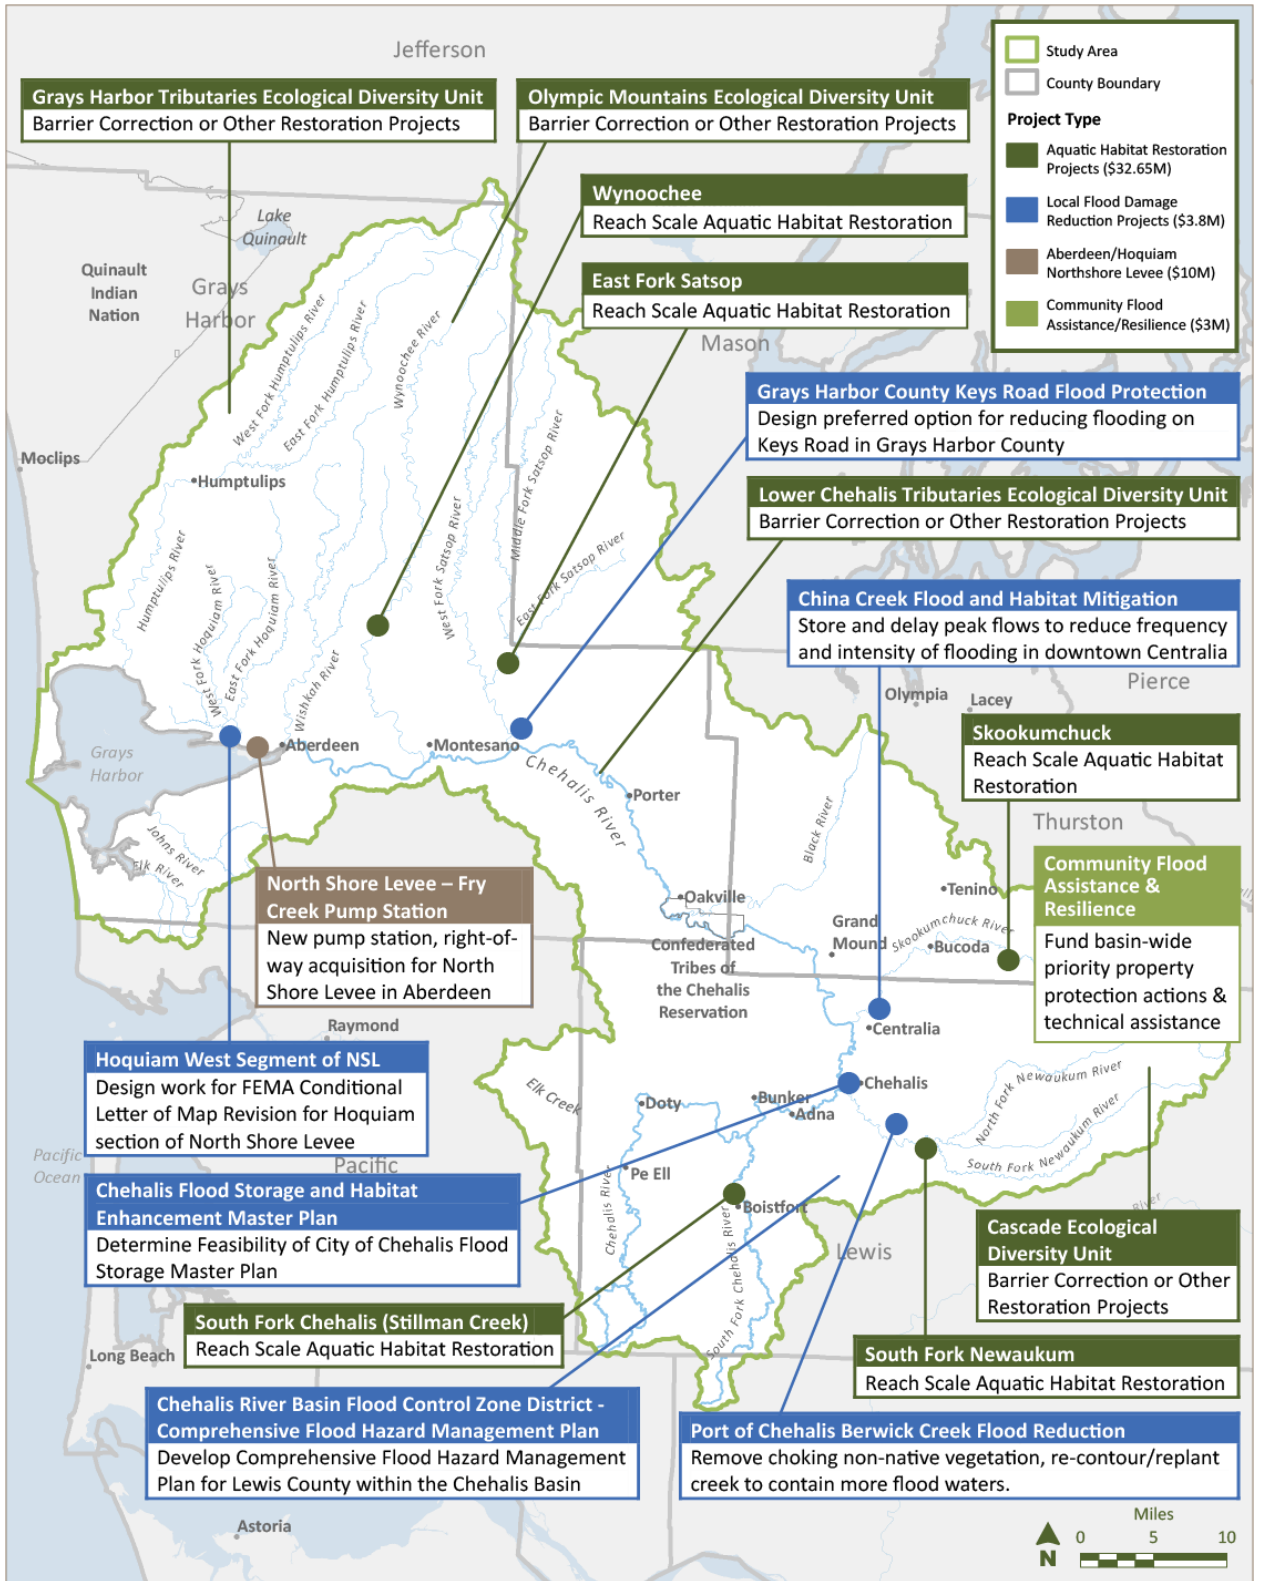 Jefferson
Study Area
County Boundary
Project Type
Aquatic Habitat Restoration
Projects ($32.65M)
Local Flood Damage
Reduction Projects ($3.8M)
Aberdeen/Hoquiam
Northshore Levee ($10M)
Community Flood
Assistance/Resilience ($3M)
Grays Harbor Tributaries Ecological Diversity Unit
Barrier Correction or Other Restoration Projects
Olympic Mountains Ecological Diversity Unit
Barrier Correction or Other Restoration Projects
Wynoochee
Reach Scale Aquatic Habitat Restoration
East Fork Satsop
Reach Scale Aquatic Habitat Restoration
Lake
Quinault
Quinault
Indian
Nation
Grays
Harbor
Mason
Grays Harbor County Keys Road Flood Protection
Design preferred option for reducing flooding on
Keys Road in Grays Harbor County
West Fork Humptulips River
East Fork Humptulips River
Wynoochee River
Moclips
Humptulips
Middle Fork Satsop River
West Fork Satsop River
East Fork Satsop River
Lower Chehalis Tributaries Ecological Diversity Unit
Barrier Correction or Other Restoration Projects
Humptulips River
West Fork Hoquiam River
East Fork Hoquiam River
Wishkah River
China Creek Flood and Habitat Mitigation
Store and delay peak flows to reduce frequency
and intensity of flooding in downtown Centralia
Pierce
Olympia
Lacey
Skookumchuck
Reach Scale Aquatic Habitat
Restoration
Grays
Harbor
Aberdeen
Montesano
Chehalis River
Porter
Black River
Thurston
Johns River
Elk River
North Shore Levee – Fry
Creek Pump Station
New pump station, right-of-
way acquisition for North
Shore Levee in Aberdeen
Community Flood
Assistance &
Resilience
Fund basin-wide
priority property
protection actions &
technical assistance
Oakville
Tenino
Grand
Mound
Skookumchuck River
Bucoda
Confederated
Tribes of
the Chehalis
Reservation
Raymond
Centralia
Hoquiam West Segment of NSL
Design work for FEMA Conditional
Letter of Map Revision for Hoquiam
section of North Shore Levee
Elk Creek
Doty
Bunker
Adna
Chehalis
North Fork Newaukum River
South Fork Newaukum River
Pacific
Ocean
Pacific
Pe Ell
Chehalis River
Boistfort
South Fork Chehalis River
River
Lewis
Chehalis Flood Storage and Habitat
Enhancement Master Plan
Determine Feasibility of City of Chehalis Flood
Storage Master Plan
Cascade Ecological
Diversity Unit
Barrier Correction or Other
Restoration Projects
South Fork Chehalis (Stillman Creek)
Reach Scale Aquatic Habitat Restoration
South Fork Newaukum
Reach Scale Aquatic Habitat Restoration
Long Beach
Chehalis River Basin Flood Control Zone District -
Comprehensive Flood Hazard Management Plan
Develop Comprehensive Flood Hazard Management
Plan for Lewis County within the Chehalis Basin
Port of Chehalis Berwick Creek Flood Reduction
Remove choking non-native vegetation, re-contour/replant
creek to contain more flood waters.
Astoria
Miles
N
0 5 10